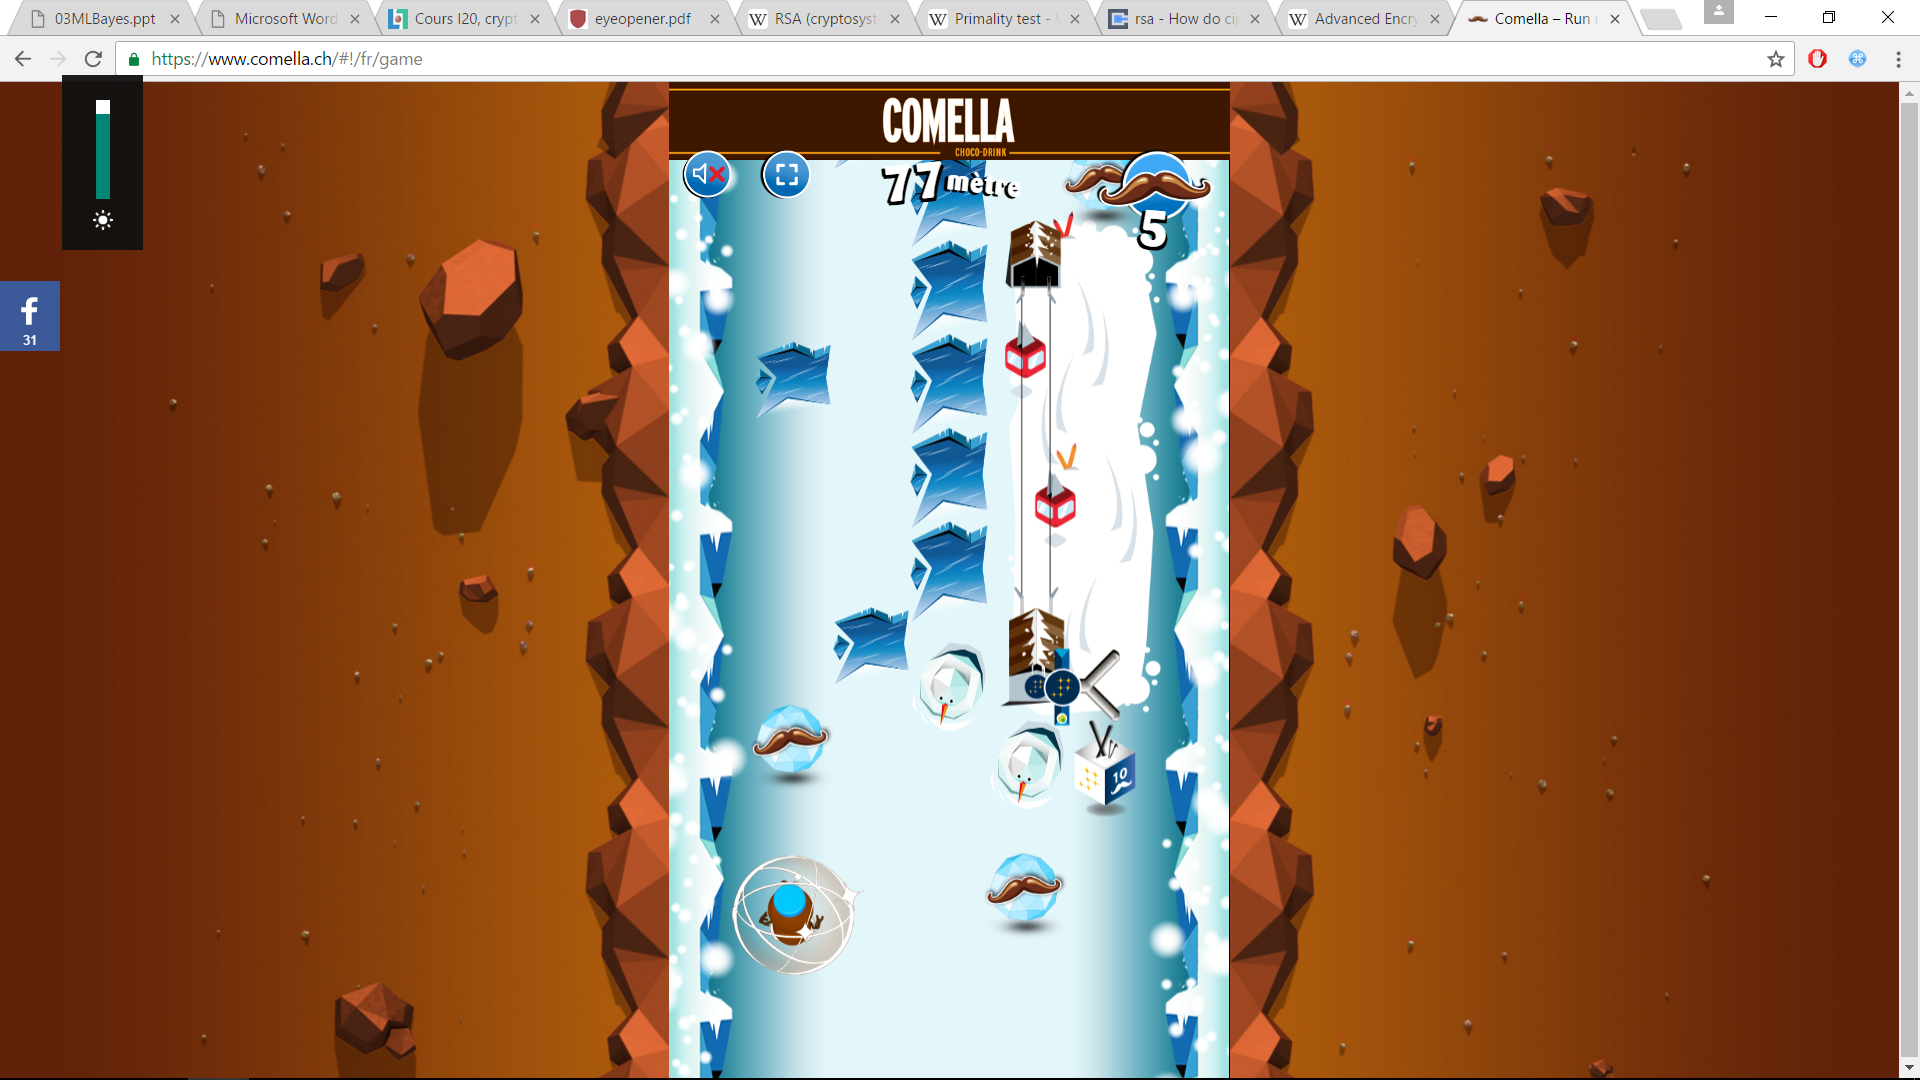 03MLBayes.ppt
Microsoft Word
Cours I20, crypt
eyeopener.pdf
RSA (cryptosyst
Primality test -
rsa - How do ci
Advanced Encry
Comella – Run
https://www.comella.ch/#!/fr/game
COMELLA
CHOCO-DRINK
77 mètre
5
31
10